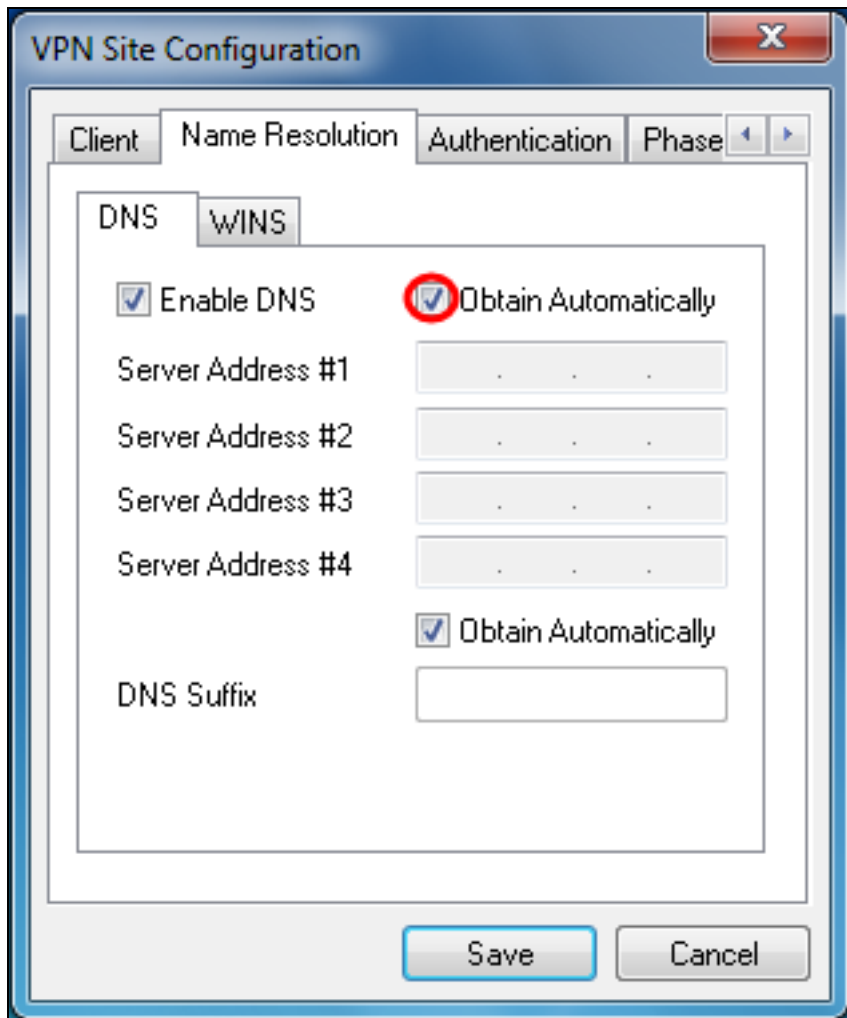 VPN Site Configuration
Client Name Resolution Authentication Phase
DNS WINS
Enable DNS Obtain Automatically
Server Address #1 . . .
Server Address #2 . . .
Server Address #3 . . .
Server Address #4 . . .
Obtain Automatically
DNS Suffix
Save Cancel